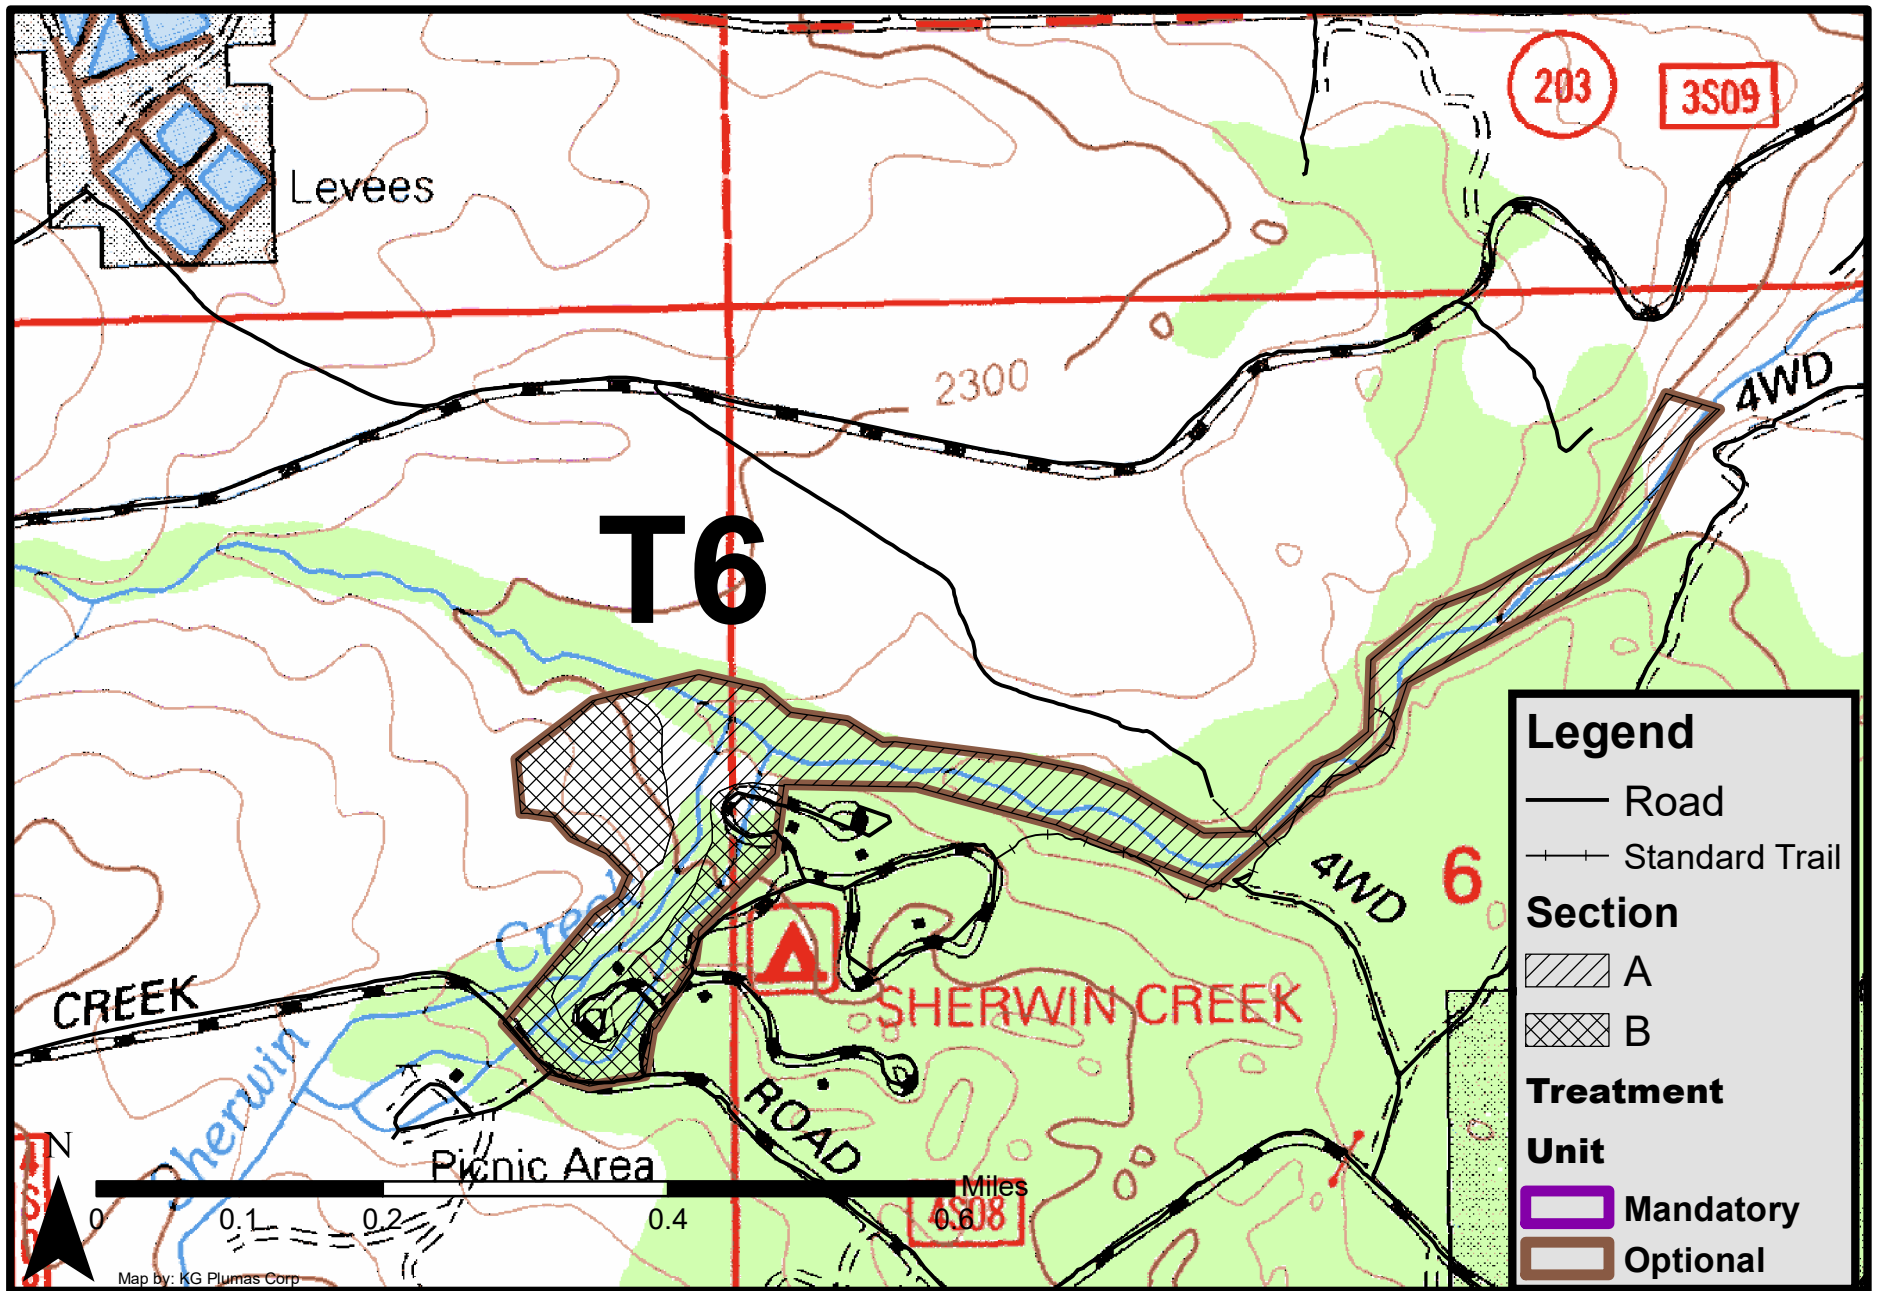 203
3S09
Levees
2300
4WD
T6
4WD
6
Creek
CREEK
SHERWIN CREEK
Sherwin
ROAD
Picnic Area
N
Miles
0
0.1
0.2
0.4
0.6
4S08
Map by: KG Plumas Corp
Legend
Road
Standard Trail
Section
A
B
Treatment
Unit
Mandatory
Optional